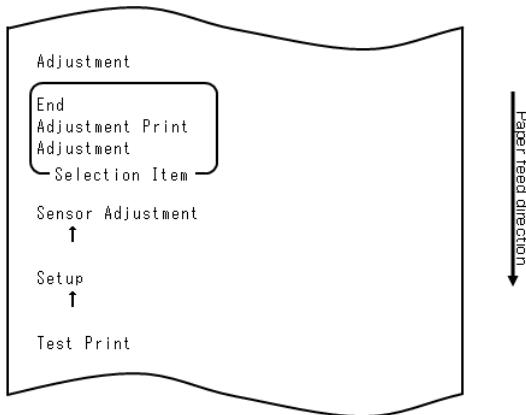 Adjustment
End
Adjustment Print
Adjustment
Selection Item
Sensor Adjustment
↑
Setup
↑
Test Print
Paper feed direction